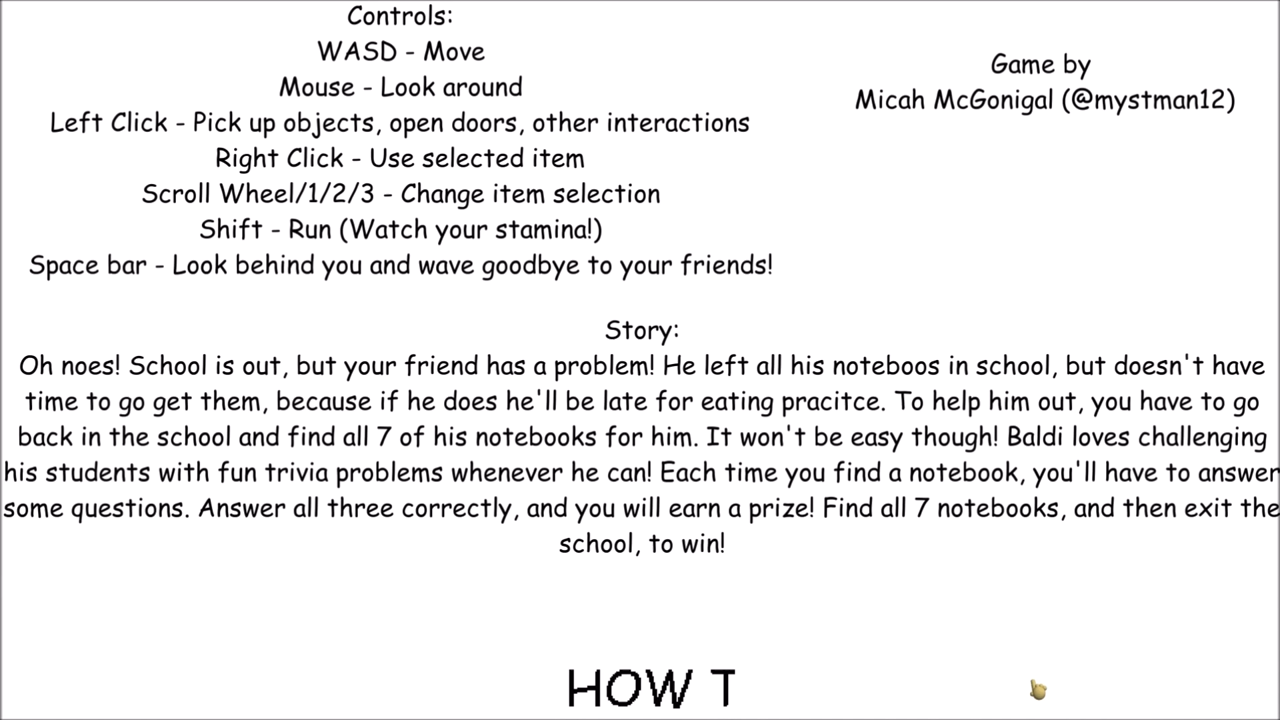 Controls:
WASD - Move
Mouse - Look around
Left Click - Pick up objects, open doors, other interactions
Right Click - Use selected item
Scroll Wheel/1/2/3 - Change item selection
Shift - Run (Watch your stamina!)
Space bar - Look behind you and wave goodbye to your friends!
Game by
Micah McGonigal (@mystman12)
Story:
Oh noes! School is out, but your friend has a problem! He left all his noteboos in school, but doesn't have
time to go get them, because if he does he'll be late for eating pracitce. To help him out, you have to go
back in the school and find all 7 of his notebooks for him. It won't be easy though! Baldi loves challenging
his students with fun trivia problems whenever he can! Each time you find a notebook, you'll have to answer
some questions. Answer all three correctly, and you will earn a prize! Find all 7 notebooks, and then exit the
school, to win!
HOW T